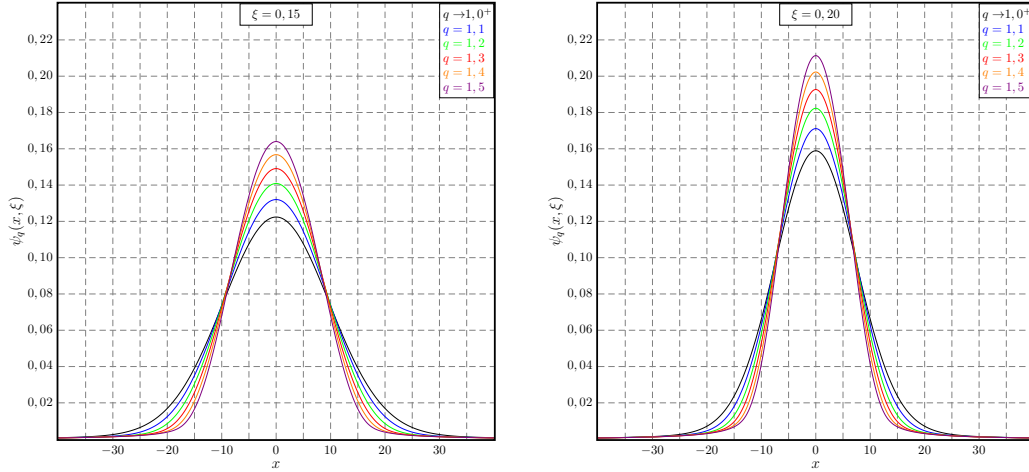 ξ = 0, 15
q →1, 0⁺
q = 1, 1
q = 1, 2
q = 1, 3
q = 1, 4
q = 1, 5
0, 22
0, 20
0, 18
0, 16
0, 14
0, 12
0, 10
0, 08
0, 06
0, 04
0, 02
ψq(x, ξ)
−30
−20
−10
0
10
20
30
x
ξ = 0, 20
q →1, 0⁺
q = 1, 1
q = 1, 2
q = 1, 3
q = 1, 4
q = 1, 5
0, 22
0, 20
0, 18
0, 16
0, 14
0, 12
0, 10
0, 08
0, 06
0, 04
0, 02
ψq(x, ξ)
−30
−20
−10
0
10
20
30
x